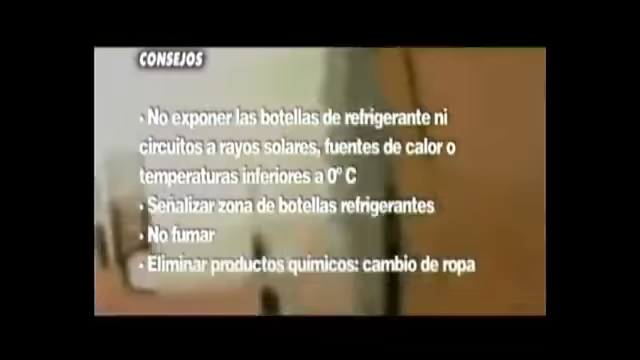 CONSEJOS
· No exponer las botellas de refrigerante ni
circuitos a rayos solares, fuentes de calor o
temperaturas inferiores a 0º C
· Señalizar zona de botellas refrigerantes
· No fumar
· Eliminar productos químicos: cambio de ropa